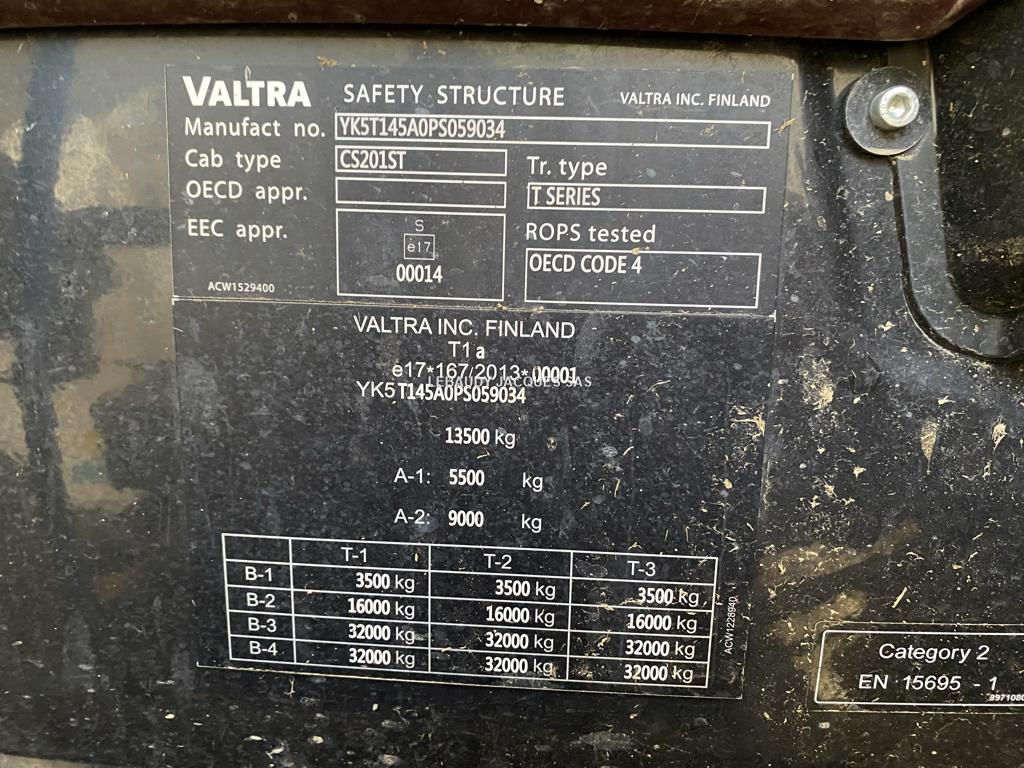 VALTRA SAFETY STRUCTURE VALTRA INC. FINLAND
Manufact no. YK5T145A0PS059034
Cab type CS201ST Tr. type
OECD appr. T SERIES
EEC appr. S ROPS tested
e17 OECD CODE 4
00014
ACW1529400
VALTRA INC. FINLAND
T1a
e17*167/2013*00001
LEBAUDY JACQUES SAS
YK5T145A0PS059034
13500 kg
A-1: 5500 kg
A-2: 9000 kg
T-1 T-2 T-3
B-1 3500 kg 3500 kg 3500 kg
B-2 16000 kg 16000 kg 16000 kg
B-3 32000 kg 32000 kg 32000 kg
B-4 32000 kg 32000 kg 32000 kg
ACW1228940
Category 2
EN 15695 - 1